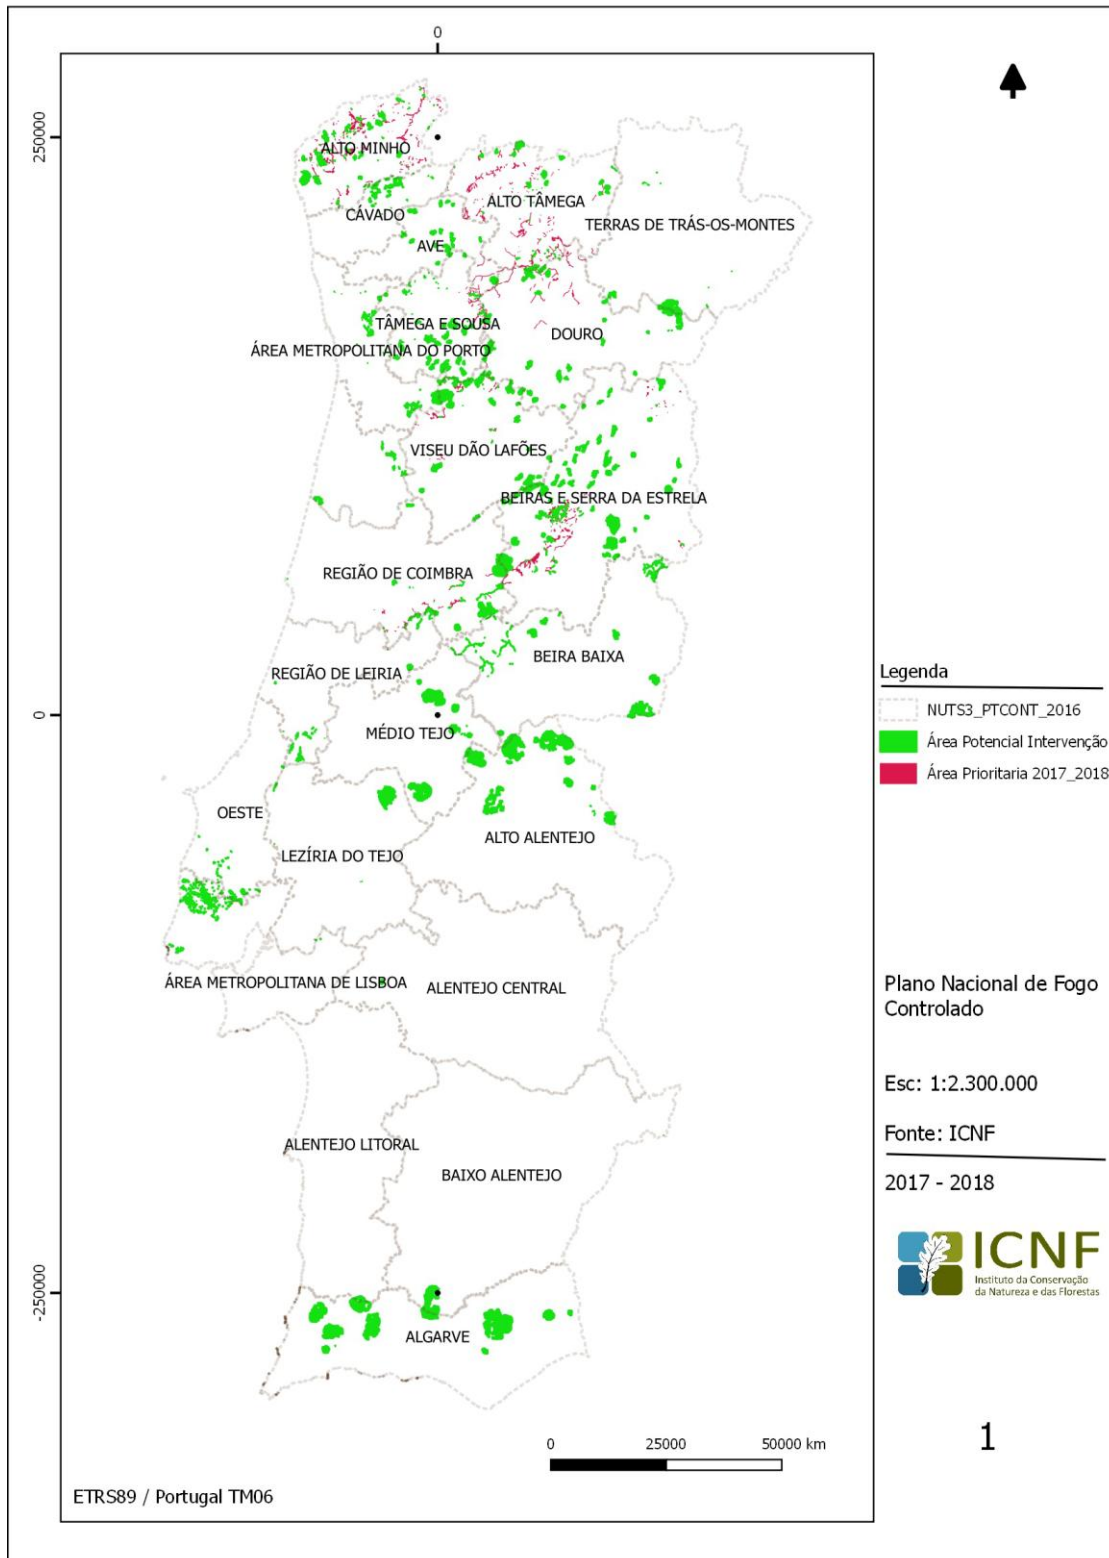 0
250000
ALTO MINHO
ALTO TÂMEGA
CÁVADO
TERRAS DE TRÁS-OS-MONTES
AVE
TÂMEGA E SOUSA
DOURO
ÁREA METROPOLITANA DO PORTO
VISEU DÃO LAFÕES
BEIRAS E SERRA DA ESTRELA
REGIÃO DE COIMBRA
BEIRA BAIXA
REGIÃO DE LEIRIA
0
MÉDIO TEJO
OESTE
ALTO ALENTEJO
LEZÍRIA DO TEJO
ÁREA METROPOLITANA DE LISBOA
ALENTEJO CENTRAL
ALENTEJO LITORAL
BAIXO ALENTEJO
-250000
ALGARVE
0 25000 50000 km
ETRS89 / Portugal TM06
Legenda
NUTS3_PTCONT_2016
Área Potencial Intervenção
Área Prioritaria 2017_2018
Plano Nacional de Fogo
Controlado
Esc: 1:2.300.000
Fonte: ICNF
2017 - 2018
ICNF
Instituto da Conservação
da Natureza e das Florestas
1